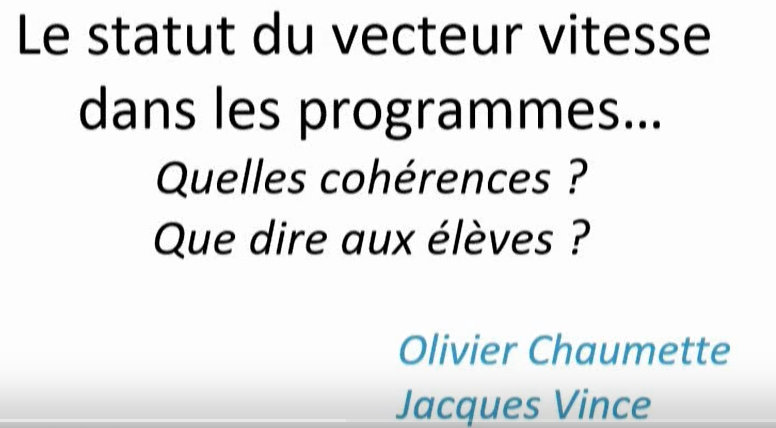 Le statut du vecteur vitesse
dans les programmes...
Quelles cohérences ?
Que dire aux élèves ?
Olivier Chaumette
Jacques Vince